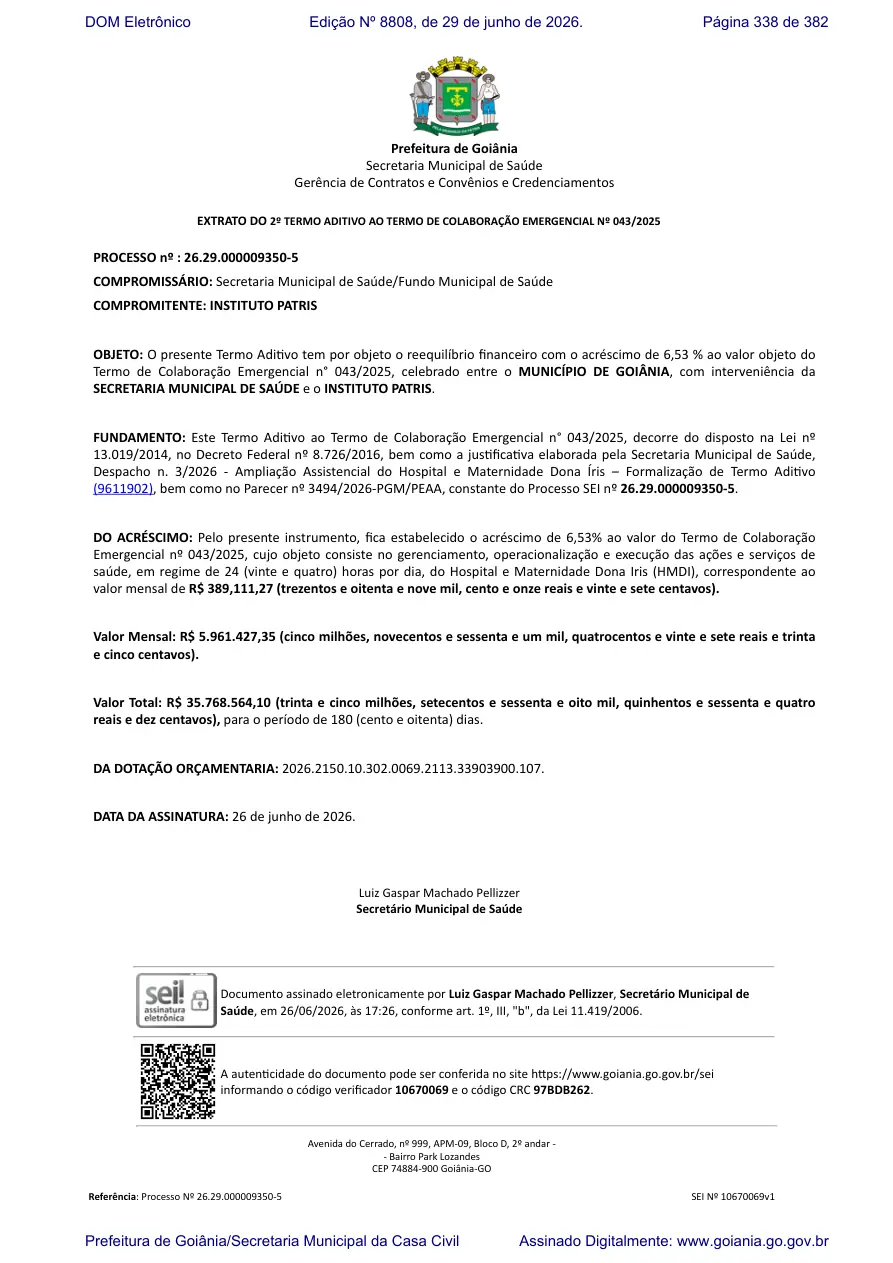 DOM Eletrônico Edição Nº 8808, de 29 de junho de 2026. Página 338 de 382
Prefeitura de Goiânia
Secretaria Municipal de Saúde
Gerência de Contratos e Convênios e Credenciamentos
EXTRATO DO 2º TERMO ADITIVO AO TERMO DE COLABORAÇÃO EMERGENCIAL Nº 043/2025
PROCESSO nº : 26.29.000009350-5
COMPROMISSÁRIO: Secretaria Municipal de Saúde/Fundo Municipal de Saúde
COMPROMITENTE: INSTITUTO PATRIS
OBJETO: O presente Termo Aditivo tem por objeto o reequilíbrio financeiro com o acréscimo de 6,53 % ao valor objeto do
Termo de Colaboração Emergencial n° 043/2025, celebrado entre o MUNICÍPIO DE GOIÂNIA, com interveniência da
SECRETARIA MUNICIPAL DE SAÚDE e o INSTITUTO PATRIS.
FUNDAMENTO: Este Termo Aditivo ao Termo de Colaboração Emergencial n° 043/2025, decorre do disposto na Lei nº
13.019/2014, no Decreto Federal nº 8.726/2016, bem como a justificativa elaborada pela Secretaria Municipal de Saúde,
Despacho n. 3/2026 - Ampliação Assistencial do Hospital e Maternidade Dona Íris – Formalização de Termo Aditivo
(9611902), bem como no Parecer nº 3494/2026-PGM/PEAA, constante do Processo SEI nº 26.29.000009350-5.
DO ACRÉSCIMO: Pelo presente instrumento, fica estabelecido o acréscimo de 6,53% ao valor do Termo de Colaboração
Emergencial nº 043/2025, cujo objeto consiste no gerenciamento, operacionalização e execução das ações e serviços de
saúde, em regime de 24 (vinte e quatro) horas por dia, do Hospital e Maternidade Dona Iris (HMDI), correspondente ao
valor mensal de R$ 389,111,27 (trezentos e oitenta e nove mil, cento e onze reais e vinte e sete centavos).
Valor Mensal: R$ 5.961.427,35 (cinco milhões, novecentos e sessenta e um mil, quatrocentos e vinte e sete reais e trinta
e cinco centavos).
Valor Total: R$ 35.768.564,10 (trinta e cinco milhões, setecentos e sessenta e oito mil, quinhentos e sessenta e quatro
reais e dez centavos), para o período de 180 (cento e oitenta) dias.
DA DOTAÇÃO ORÇAMENTARIA: 2026.2150.10.302.0069.2113.33903900.107.
DATA DA ASSINATURA: 26 de junho de 2026.
Luiz Gaspar Machado Pellizzer
Secretário Municipal de Saúde
sei!
assinatura
eletrônica
Documento assinado eletronicamente por Luiz Gaspar Machado Pellizzer, Secretário Municipal de
Saúde, em 26/06/2026, às 17:26, conforme art. 1º, III, "b", da Lei 11.419/2006.
A autenticidade do documento pode ser conferida no site https://www.goiania.go.gov.br/sei
informando o código verificador 10670069 e o código CRC 97BDB262.
Avenida do Cerrado, nº 999, APM-09, Bloco D, 2º andar -
- Bairro Park Lozandes
CEP 74884-900 Goiânia-GO
Referência: Processo Nº 26.29.000009350-5 SEI Nº 10670069v1
Prefeitura de Goiânia/Secretaria Municipal da Casa Civil Assinado Digitalmente: www.goiania.go.gov.br